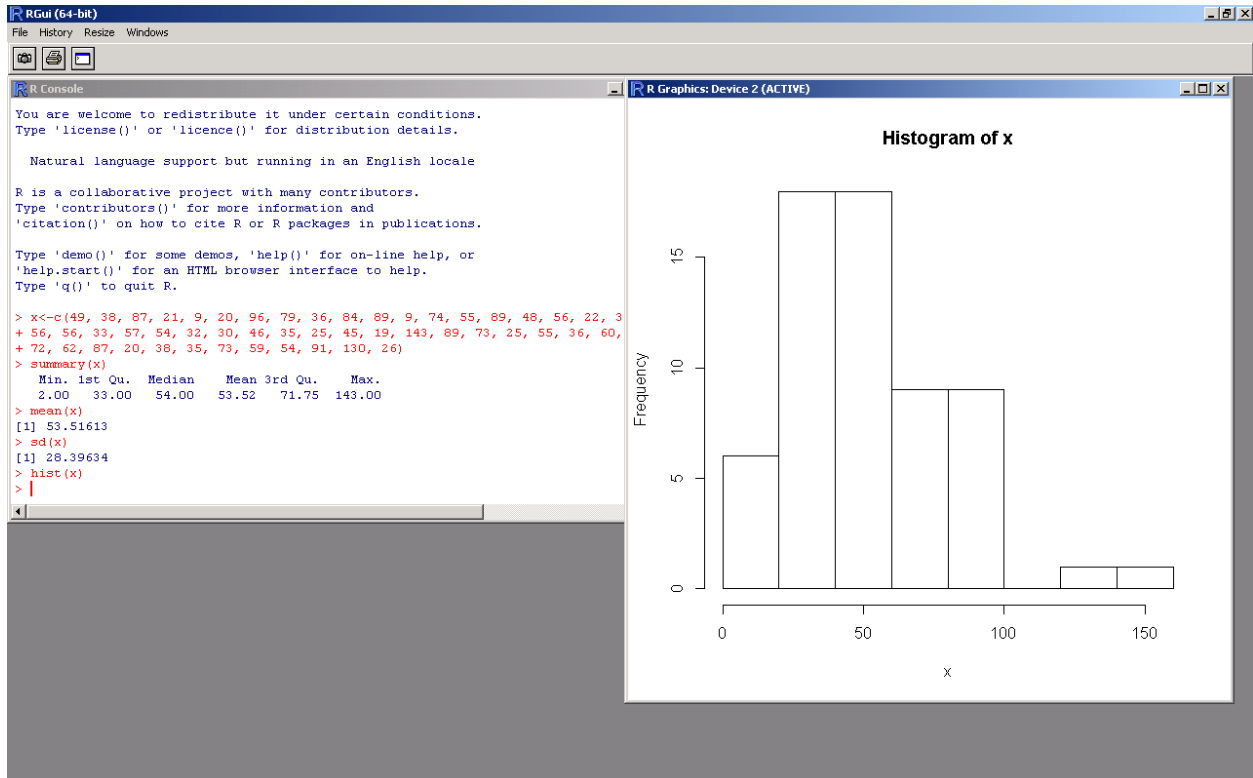 RGui (64-bit)
File History Resize Windows
R Console
You are welcome to redistribute it under certain conditions.
Type 'license()' or 'licence()' for distribution details.
Natural language support but running in an English locale
R is a collaborative project with many contributors.
Type 'contributors()' for more information and
'citation()' on how to cite R or R packages in publications.
Type 'demo()' for some demos, 'help()' for on-line help, or
'help.start()' for an HTML browser interface to help.
Type 'q()' to quit R.
> x<-c(49, 38, 87, 21, 9, 20, 96, 79, 36, 84, 89, 9, 74, 55, 89, 48, 56, 22, 3
+ 56, 56, 33, 57, 54, 32, 30, 46, 35, 25, 45, 19, 143, 89, 73, 25, 55, 36, 60,
+ 72, 62, 87, 20, 38, 35, 73, 59, 54, 91, 130, 26)
> summary(x)
Min. 1st Qu. Median Mean 3rd Qu. Max.
2.00 33.00 54.00 53.52 71.75 143.00
> mean(x)
[1] 53.51613
> sd(x)
[1] 28.39634
> hist(x)
>
R Graphics: Device 2 (ACTIVE)
Histogram of x
Frequency
15
10
5
0
0 50 100 150
x